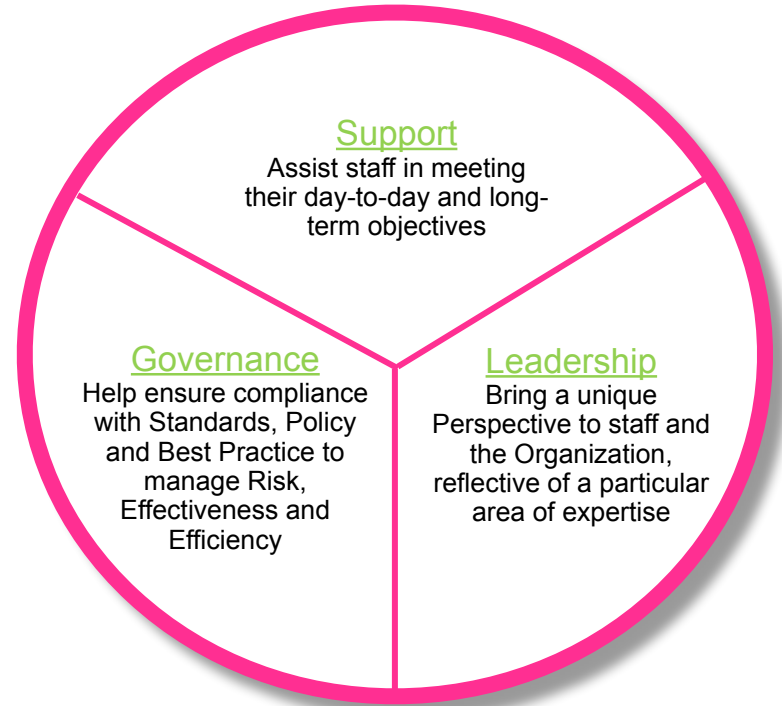 Support
Assist staff in meeting
their day-to-day and long-
term objectives
Governance
Help ensure compliance
with Standards, Policy
and Best Practice to
manage Risk,
Effectiveness and
Efficiency
Leadership
Bring a unique
Perspective to staff and
the Organization,
reflective of a particular
area of expertise